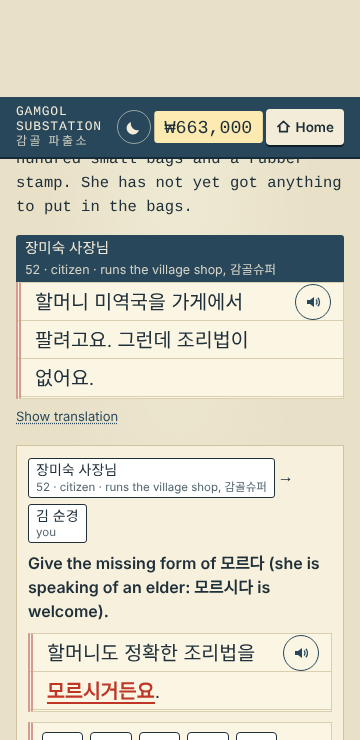 GAMGOL
SUBSTATION
감골 파출소
₩663,000
Home
hundred small bags and a rubber
stamp. She has not yet got anything
to put in the bags.
장미숙 사장님
52 · citizen · runs the village shop, 감골슈퍼
할머니 미역국을 가게에서
팔려고요. 그런데 조리법이
없어요.
Show translation
장미숙 사장님
52 · citizen · runs the village shop, 감골슈퍼
→
김 순경
you
Give the missing form of 모르다 (she is
speaking of an elder: 모르시다 is
welcome).
할머니도 정확한 조리법을
모르시거든요.